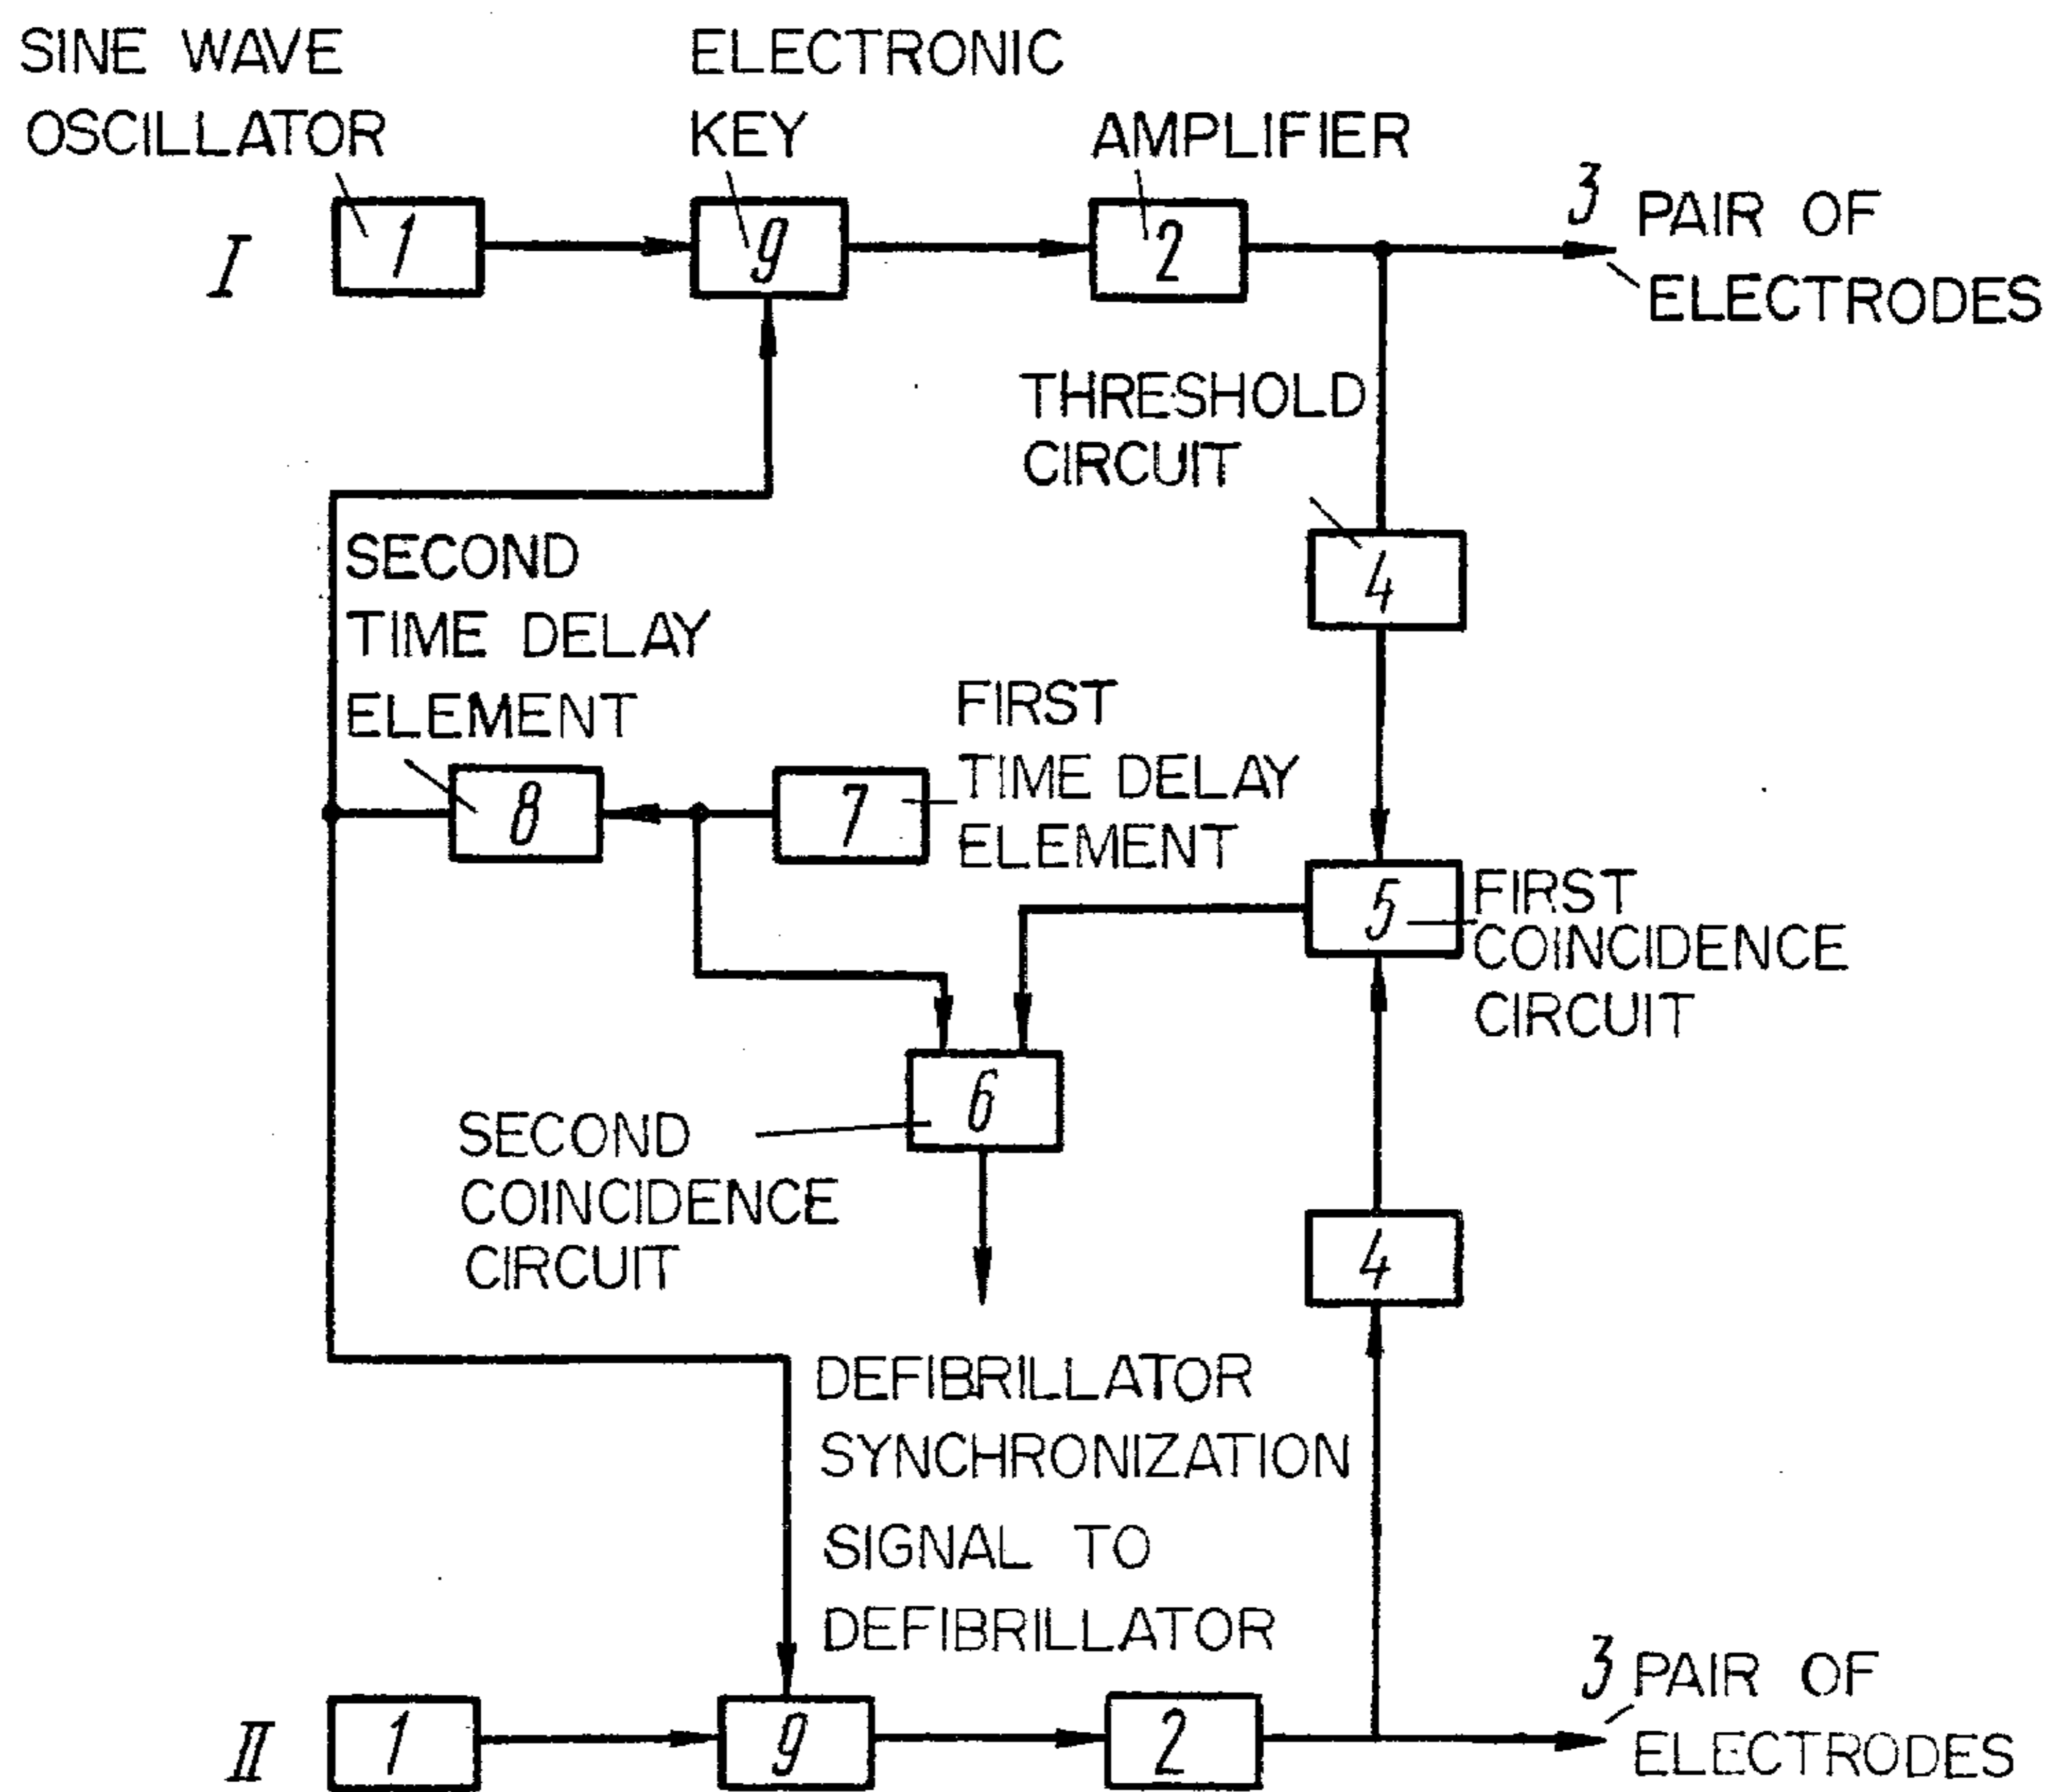 SINE WAVE
OSCILLATOR
ELECTRONIC
KEY
AMPLIFIER
I
1
9
2
3
PAIR OF
ELECTRODES
THRESHOLD
CIRCUIT
4
SECOND
TIME DELAY
ELEMENT
8
7
FIRST
TIME DELAY
ELEMENT
5
FIRST
COINCIDENCE
CIRCUIT
6
SECOND
COINCIDENCE
CIRCUIT
4
DEFIBRILLATOR
SYNCHRONIZATION
SIGNAL TO
DEFIBRILLATOR
II
1
9
2
3
PAIR OF
ELECTRODES